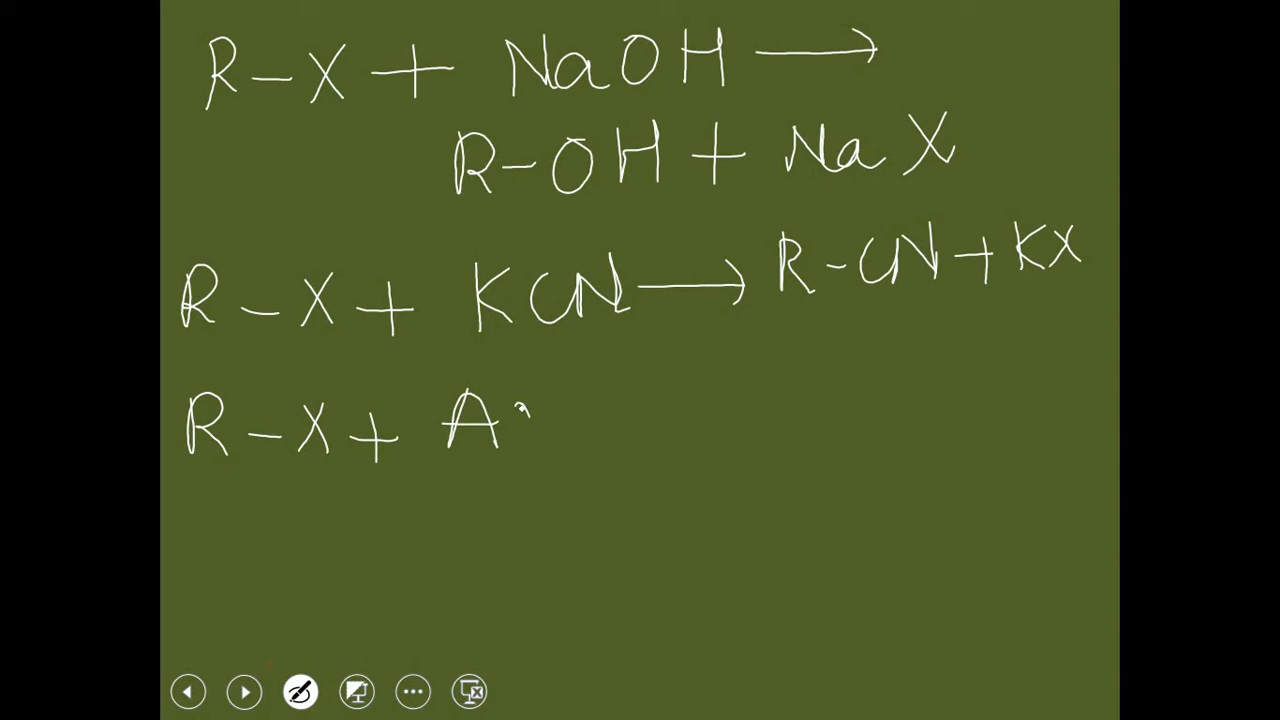 R-X + NaOH ⟶
R-OH + NaX
R-X + KCN ⟶ R-CN + KX
R-X + A